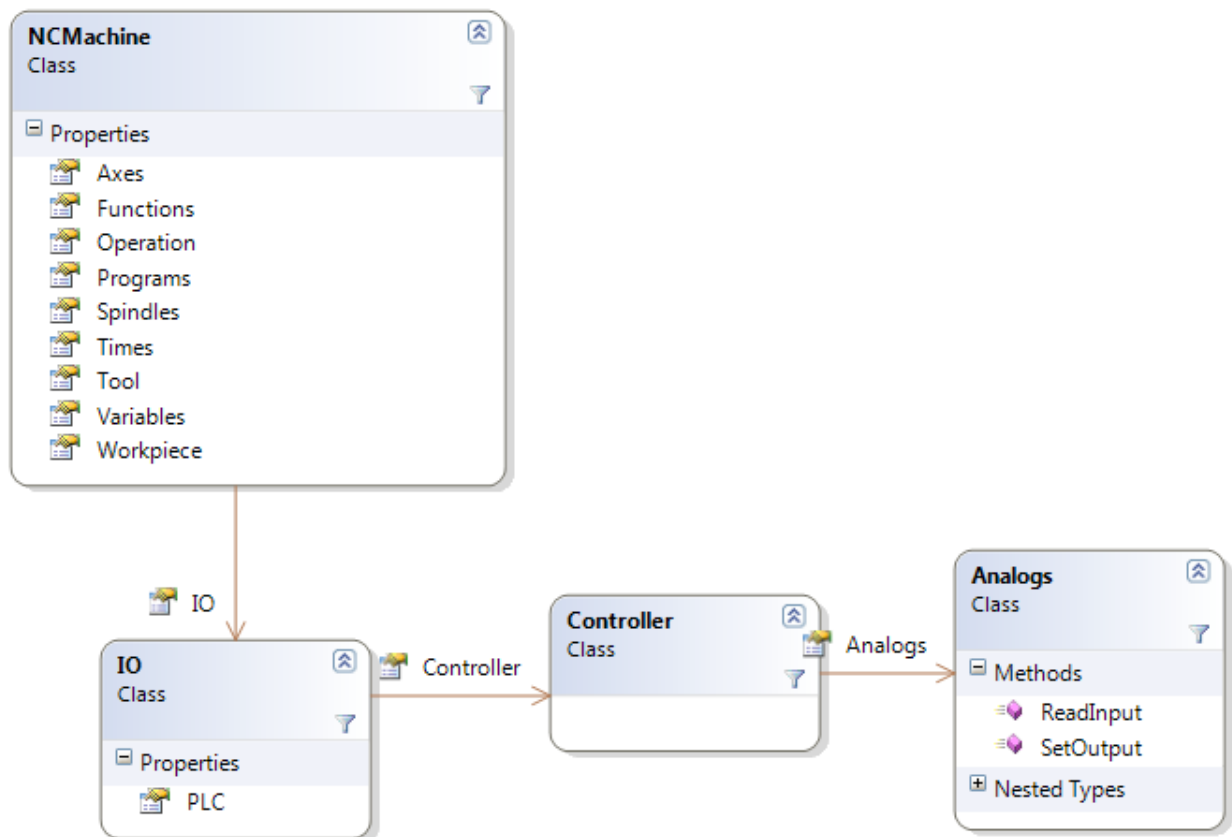 NCMachine
Class
Properties
Axes
Functions
Operation
Programs
Spindles
Times
Tool
Variables
Workpiece
IO
IO
Class
Properties
PLC
Controller
Controller
Class
Analogs
Analogs
Class
Methods
ReadInput
SetOutput
Nested Types